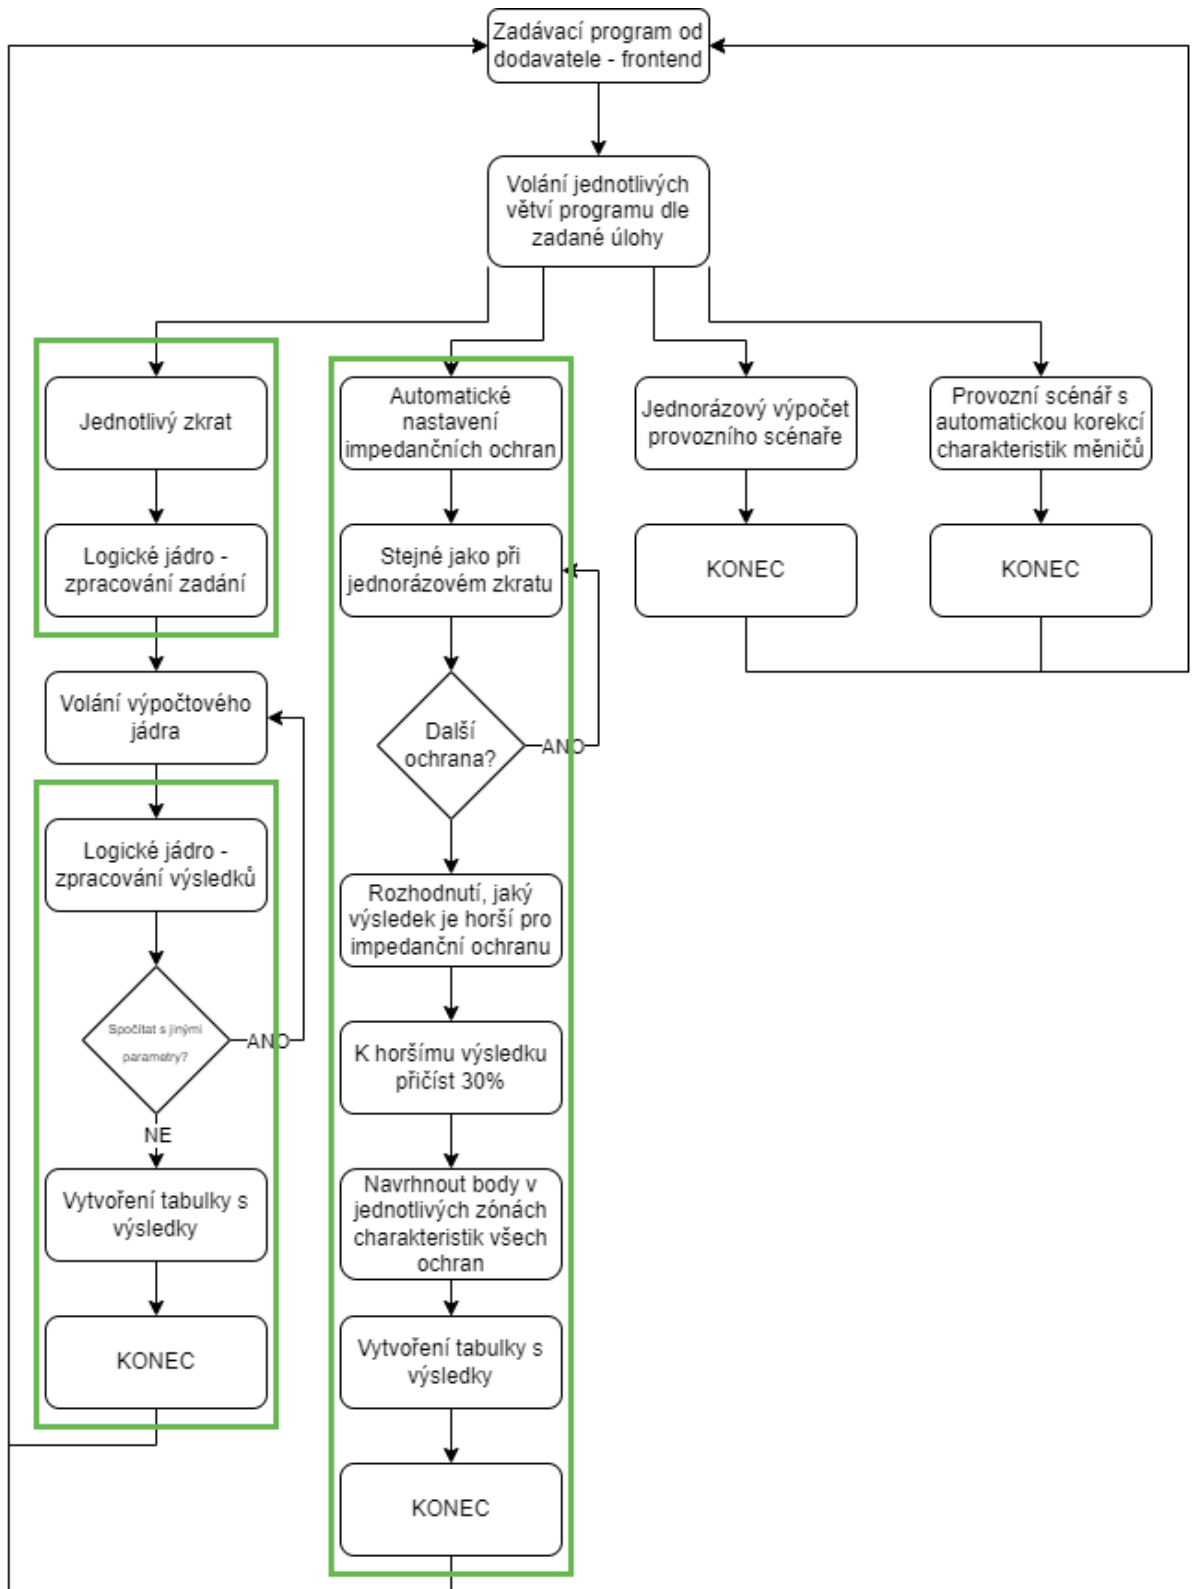 Zadávací program od
dodavatele - frontend
Volání jednotlivých
větví programu dle
zadané úlohy
Jednotlivý zkrat
Logické jádro -
zpracování zadání
Volání výpočtového
jádra
Logické jádro -
zpracování výsledků
Spočítat s jinými
parametry?
ANO
NE
Vytvoření tabulky s
výsledky
KONEC
Automatické
nastavení
impedančních ochran
Stejné jako při
jednorázovém zkratu
Další
ochrana?
ANO
Rozhodnutí, jaký
výsledek je horší pro
impedanční ochranu
K horšímu výsledku
přičíst 30%
Navrhnout body v
jednotlivých zónách
charakteristik všech
ochran
Vytvoření tabulky s
výsledky
KONEC
Jednorázový výpočet
provozního scénaře
KONEC
Provozní scénář s
automatickou korekcí
charakteristik měničů
KONEC